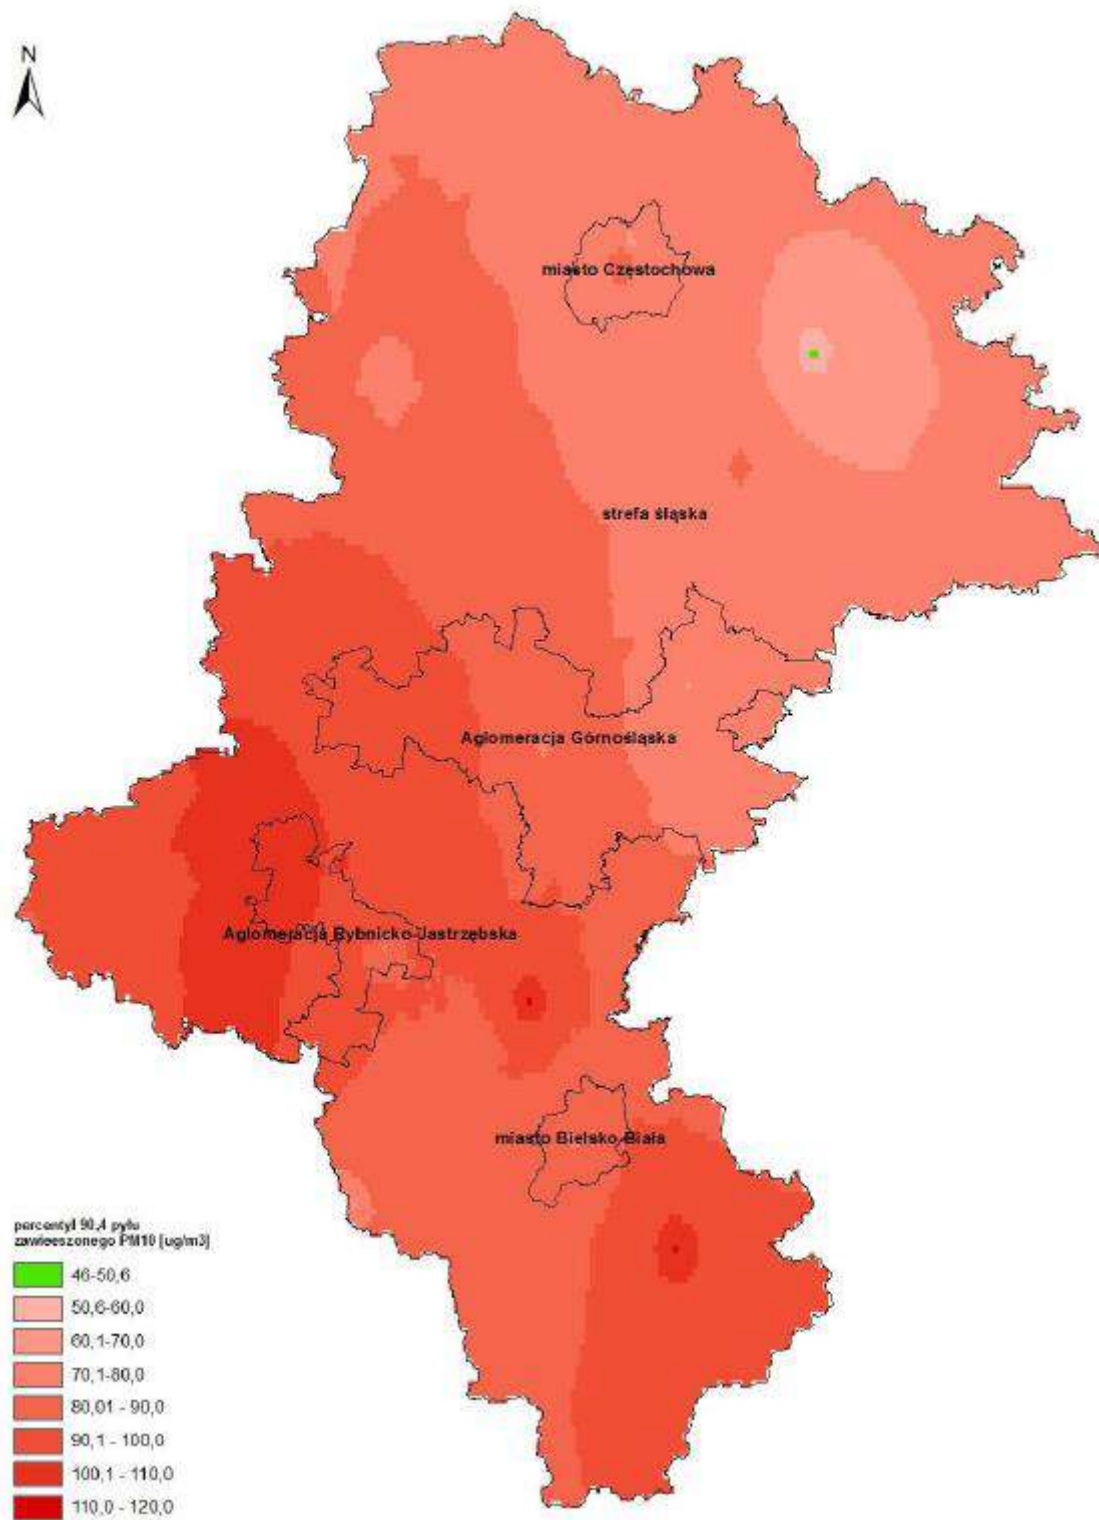 N
miasto Częstochowa
strefa śląska
Aglomeracja Górnośląska
Aglomeracja Rybnicko-Jastrzębska
miasto Bielsko-Biała
percentyl 90,4 pyłu
zawieszonego PM10 [ug/m3]
46-50,6
50,6-60,0
60,1-70,0
70,1-80,0
80,01 - 90,0
90,1 - 100,0
100,1 - 110,0
110,0 - 120,0